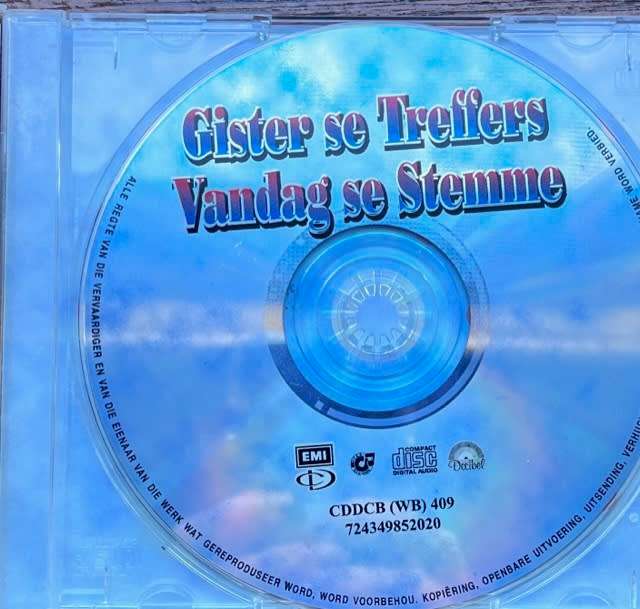 Gister se Treffers
Vandag se Stemme
EMI
COMPACT
disc
DIGITAL AUDIO
Decibel
CDDCB (WB) 409
724349852020
ALLE REGTE VAN DIE VERVAARDIGER EN VAN DIE EIENAAR VAN DIE WERK WAT GEREPRODUSEER WORD, WORD VOORBEHOU. KOPIËRING, OPENBARE UITVOERING, UITSENDING,
WORD VERBIED.